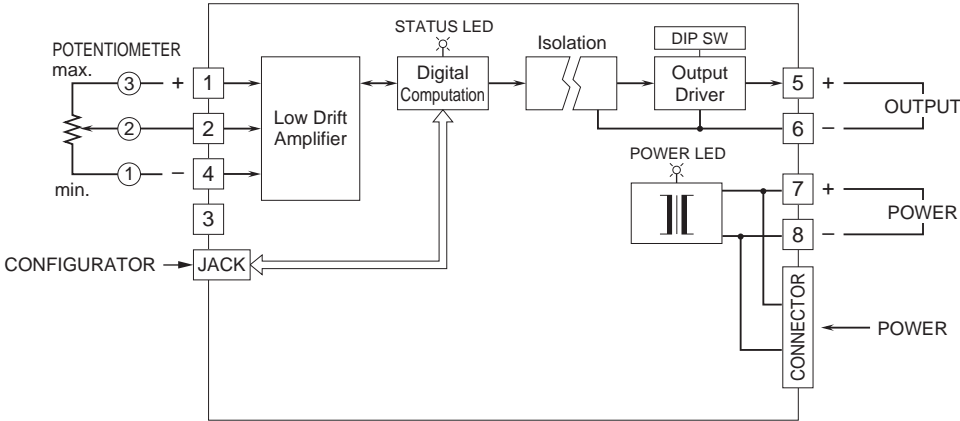 STATUS LED
POTENTIOMETER
max.
3 + 1
2 2
1 − 4
min.
3
Low Drift
Amplifier
Digital
Computation
Isolation
DIP SW
Output
Driver
5 +
OUTPUT
6 −
POWER LED
7 +
POWER
8 −
CONFIGURATOR
JACK
CONNECTOR
POWER